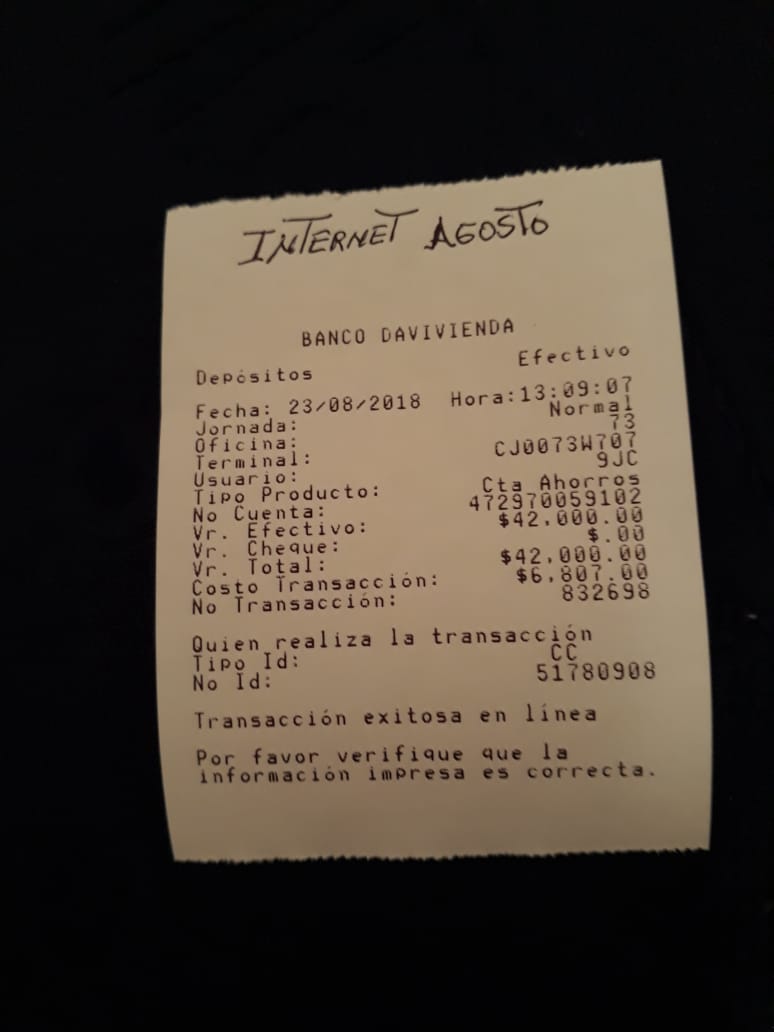 INTERNET AGOSTO
BANCO DAVIVIENDA
Depósitos Efectivo
Fecha: 23/08/2018 Hora:13:09:07
Jornada: Normal
Oficina: 73
Terminal: CJ0073W707
Usuario: 9JC
Tipo Producto: Cta Ahorros
No Cuenta: 472970059102
Vr. Efectivo: $42,000.00
Vr. Cheque: $.00
Vr. Total: $42,000.00
Costo Transacción: $6,807.00
No Transacción: 832698
Quien realiza la transacción
Tipo Id: CC
No Id: 51780908
Transacción exitosa en línea
Por favor verifique que la
información impresa es correcta.